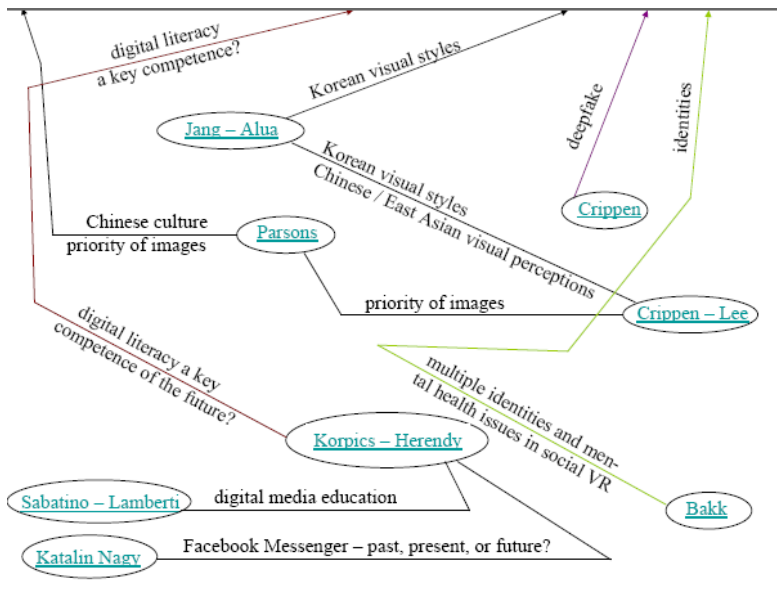 digital literacy
a key competence?
Korean visual styles
Jang – Alua
deepfake
identities
Korean visual styles
Chinese / East Asian visual perceptions
Crippen
Chinese culture
priority of images
Parsons
priority of images
Crippen – Lee
digital literacy a key
competence of the future?
multiple identities and men-
tal health issues in social VR
Korpics – Herendy
Sabatino – Lamberti
digital media education
Bakk
Katalin Nagy
Facebook Messenger – past, present, or future?